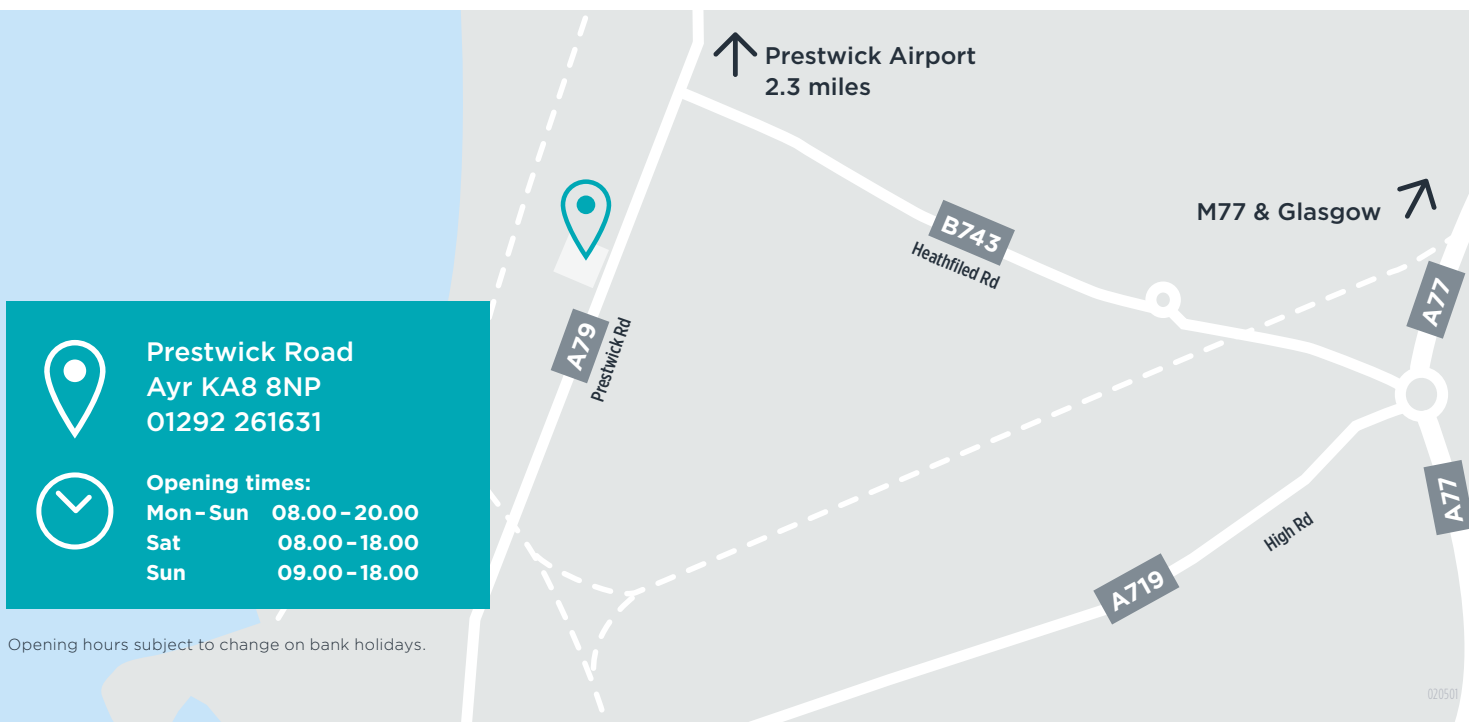 Prestwick Airport
2.3 miles
M77 & Glasgow
B743
Heathfiled Rd
A77
A79
Prestwick Rd
Prestwick Road
Ayr KA8 8NP
01292 261631
Opening times:
Mon – Sun 08.00 – 20.00
Sat 08.00 – 18.00
Sun 09.00 – 18.00
A77
High Rd
A719
Opening hours subject to change on bank holidays.
020501